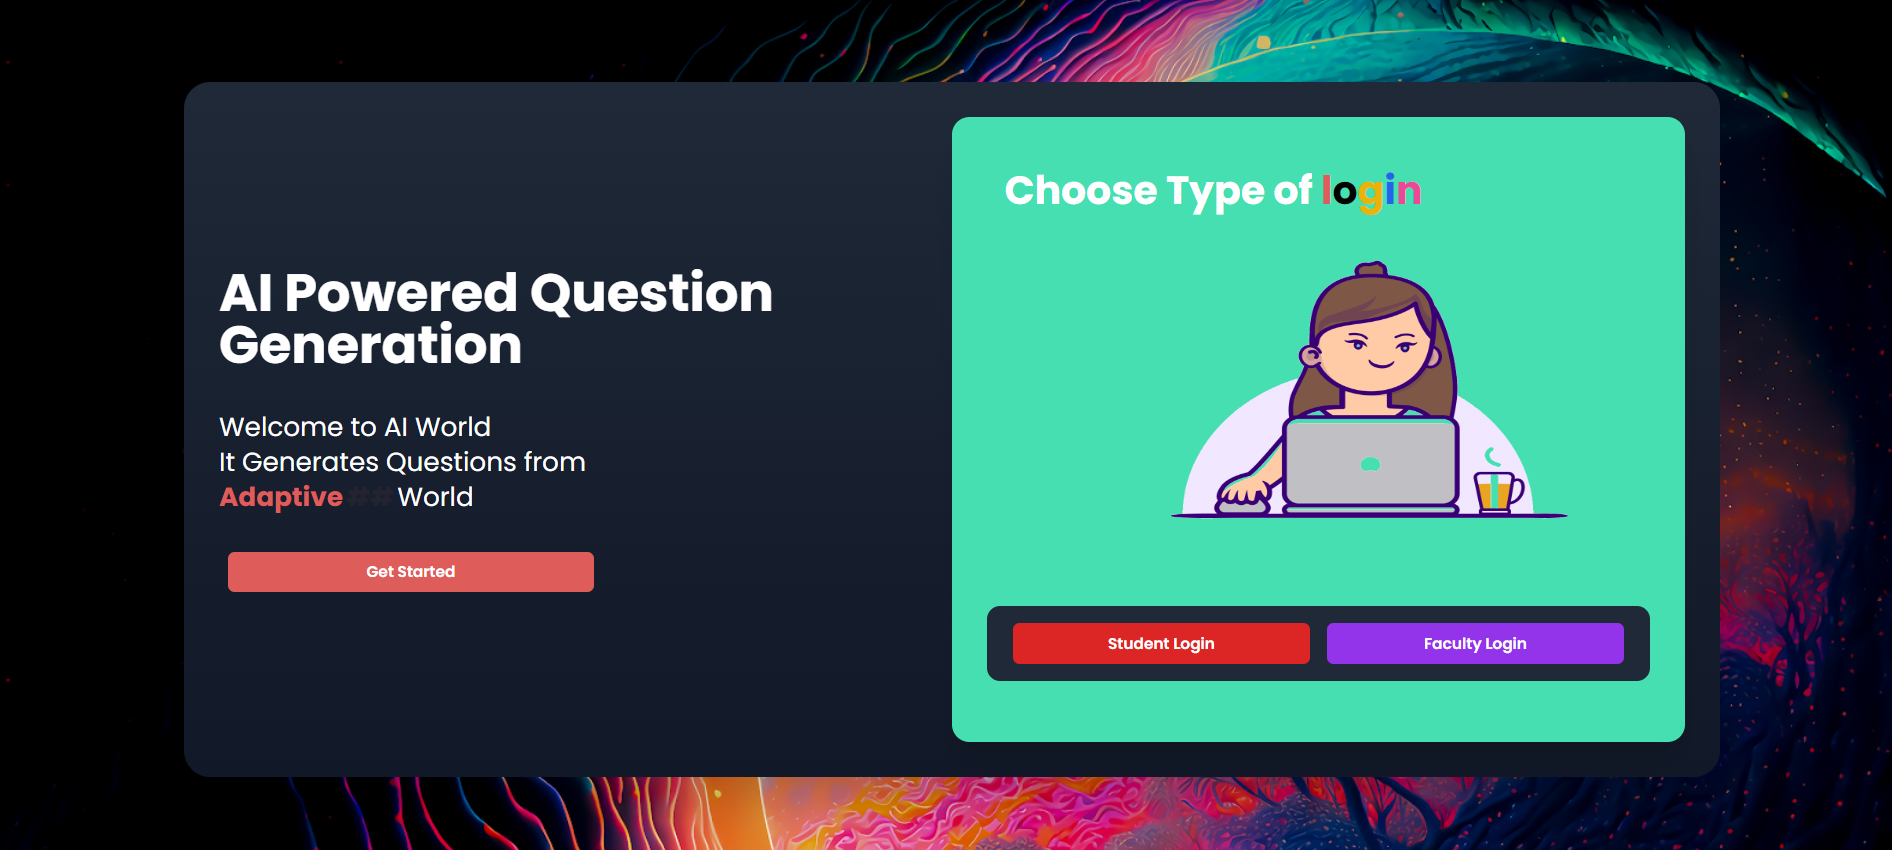 AI Powered Question
Generation
Welcome to AI World
It Generates Questions from
Adaptive ## World
Get Started
Choose Type of login
Student Login
Faculty Login